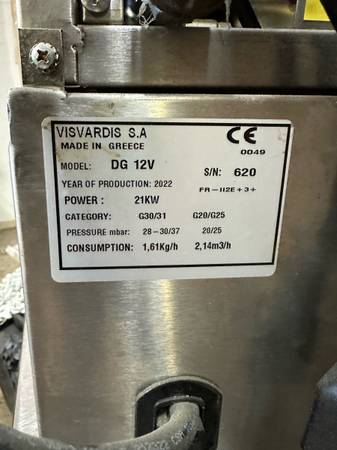 VISVARDIS S.A
CE
MADE IN GREECE
0049
MODEL: DG 12V S/N: 620
YEAR OF PRODUCTION: 2022 FR-II2E+3+
POWER: 21KW
CATEGORY: G30/31 G20/G25
PRESSURE mbar: 28-30/37 20/25
CONSUMPTION: 1,61Kg/h 2,14m3/h